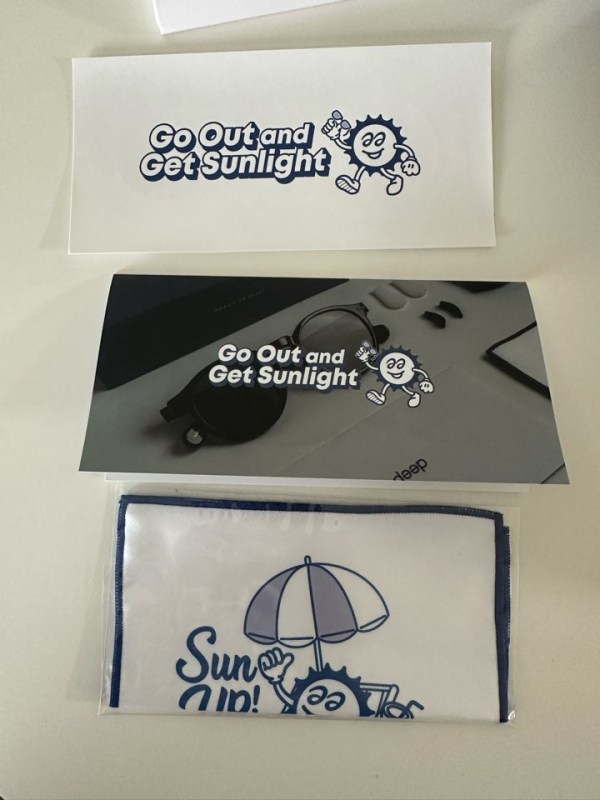 Go Out and
Get Sunlight
Go Out and
Get Sunlight
deep
Sun
UP!